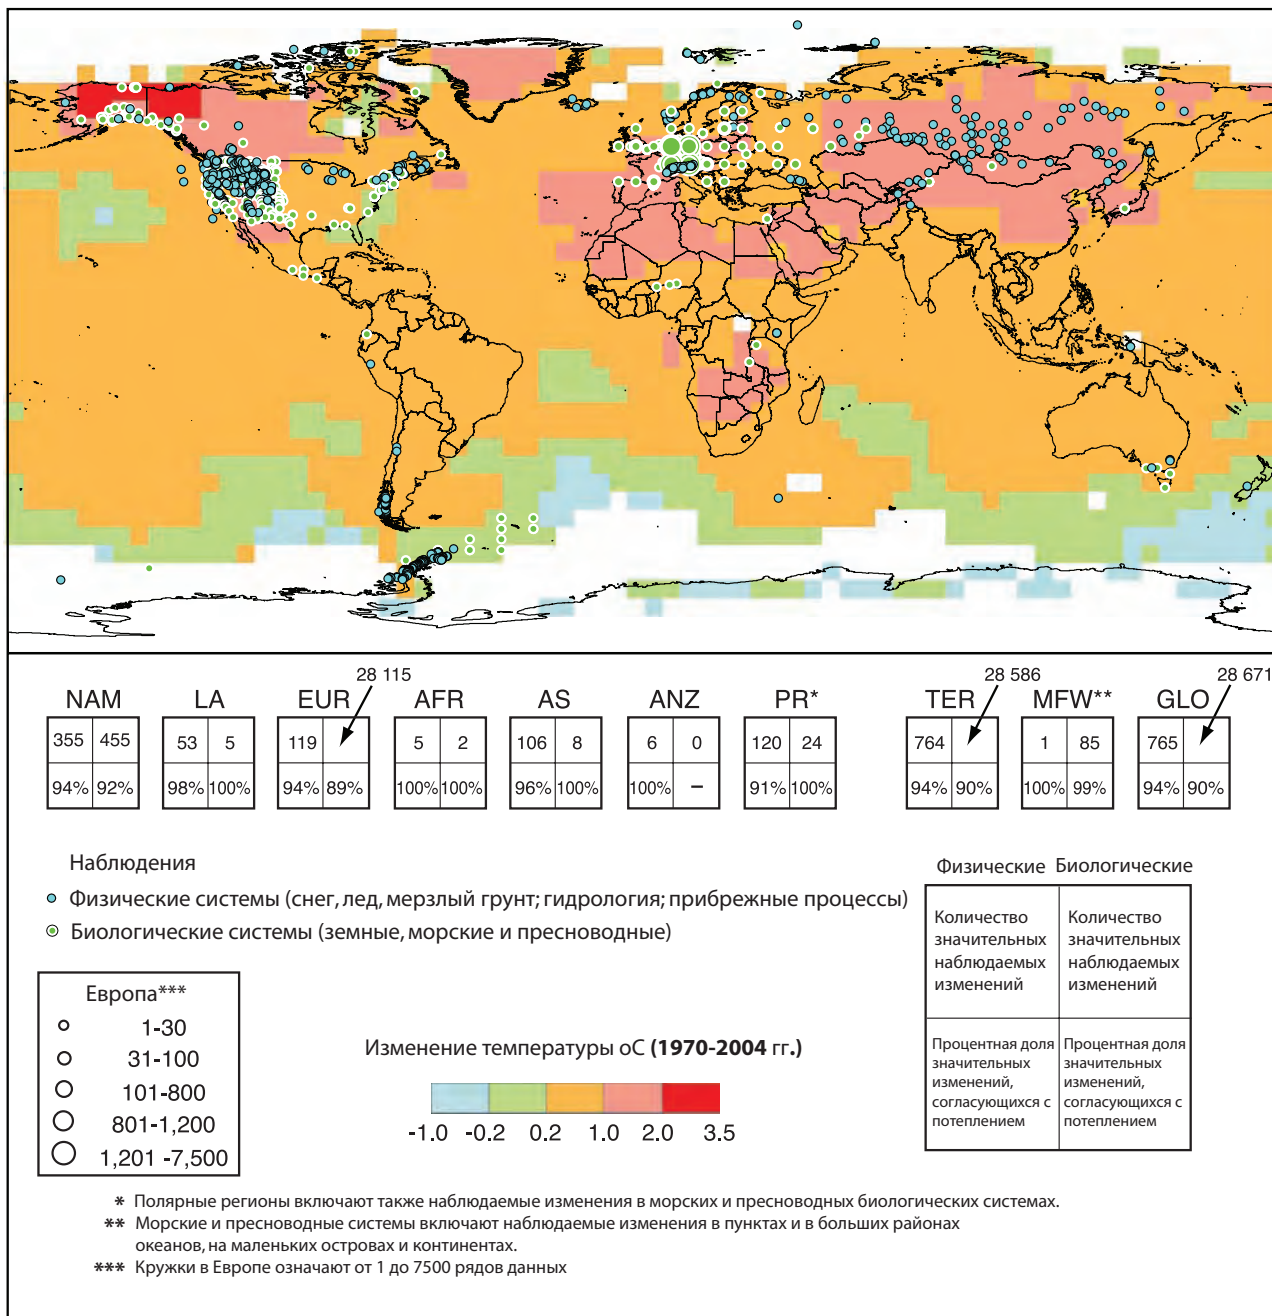 28 115 28 586 28 671
NAM LA EUR AFR AS ANZ PR* TER MFW** GLO
355 455 53 5 119 5 2 106 8 6 0 120 24 764 1 85 765
94% 92% 98% 100% 94% 89% 100% 100% 96% 100% 100% – 91% 100% 94% 90% 100% 99% 94% 90%
Наблюдения
Физические системы (снег, лед, мерзлый грунт; гидрология; прибрежные процессы)
Биологические системы (земные, морские и пресноводные)
Физические Биологические
Количество
значительных
наблюдаемых
изменений
Количество
значительных
наблюдаемых
изменений
Процентная доля
значительных
изменений,
согласующихся с
потеплением
Процентная доля
значительных
изменений,
согласующихся с
потеплением
Европа***
1-30
31-100
101-800
801-1,200
1,201 -7,500
Изменение температуры оС (1970-2004 гг.)
-1.0 -0.2 0.2 1.0 2.0 3.5
* Полярные регионы включают также наблюдаемые изменения в морских и пресноводных биологических системах.
** Морские и пресноводные системы включают наблюдаемые изменения в пунктах и в больших районах
океанов, на маленьких островах и континентах.
*** Кружки в Европе означают от 1 до 7500 рядов данных